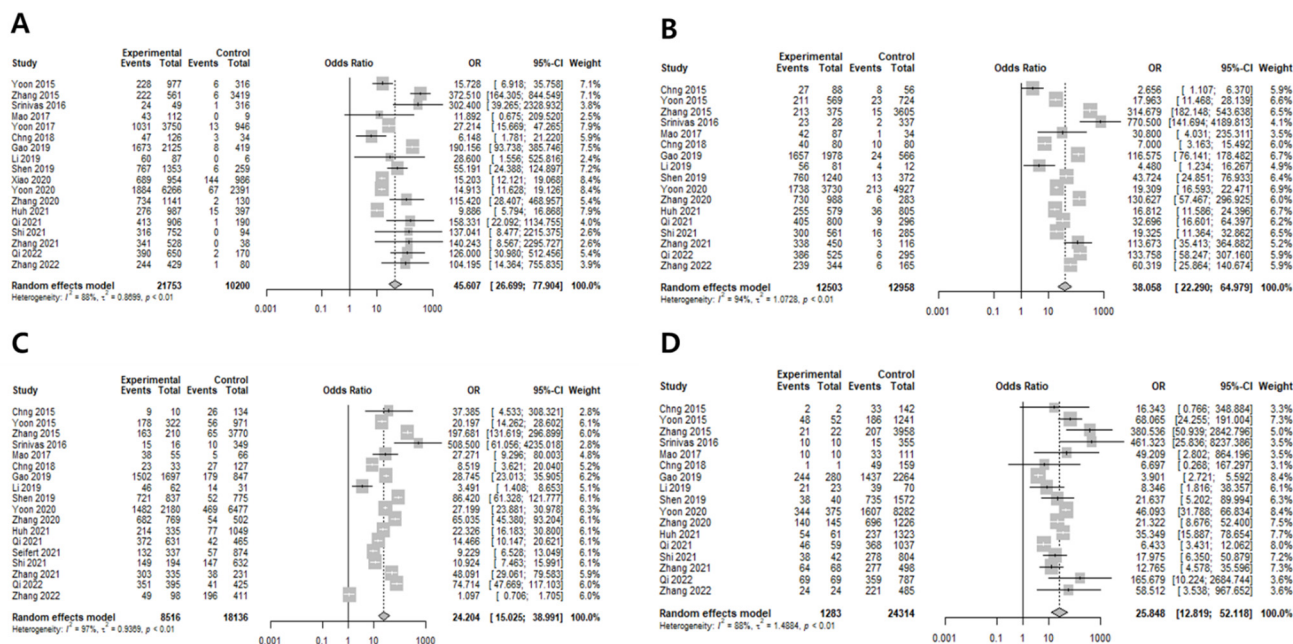 A
Experimental Control
Study Events Total Events Total Odds Ratio OR 95%-CI Weight
Yoon 2015 228 977 6 316 15.728 [ 6.918; 35.758] 7.1%
Zhang 2015 222 561 6 3419 372.510 [164.305; 844.549] 7.1%
Srinivas 2016 24 49 1 316 302.400 [39.265; 2328.932] 3.8%
Mao 2017 43 112 0 9 11.892 [ 0.675; 209.520] 2.5%
Yoon 2017 1031 3750 13 946 27.214 [15.669; 47.265] 7.8%
Chng 2018 47 126 3 34 6.148 [ 1.781; 21.220] 5.9%
Gao 2019 1673 2125 8 419 190.156 [93.738; 385.746] 7.4%
Li 2019 60 87 0 6 28.600 [ 1.556; 525.816] 2.5%
Shen 2019 767 1353 6 259 55.191 [24.388; 124.897] 7.1%
Xiao 2020 689 954 144 986 15.203 [12.121; 19.068] 8.3%
Yoon 2020 1884 6266 67 2391 14.913 [11.628; 19.126] 8.3%
Zhang 2020 734 1141 2 130 115.420 [28.407; 468.957] 5.4%
Huh 2021 276 987 15 397 9.886 [ 5.794; 16.868] 7.8%
Qi 2021 413 906 1 190 158.331 [22.092; 1134.755] 4.0%
Shi 2021 316 752 0 94 137.041 [ 8.477; 2215.375] 2.6%
Zhang 2021 341 528 0 38 140.243 [ 8.567; 2295.727] 2.6%
Qi 2022 390 650 2 170 126.000 [30.980; 512.456] 5.4%
Zhang 2022 244 429 1 80 104.195 [14.364; 755.835] 3.9%
Random effects model 21753 10200 45.607 [26.699; 77.904] 100.0%
Heterogeneity: I² = 88%, τ² = 0.8699, p < 0.01
0.001 0.1 1 10 1000
B
Experimental Control
Study Events Total Events Total Odds Ratio OR 95%-CI Weight
Chng 2015 27 88 8 56 2.656 [ 1.107; 6.370] 5.9%
Yoon 2015 211 569 23 724 17.963 [11.468; 28.139] 6.6%
Zhang 2015 213 375 15 3605 314.679 [182.148; 543.638] 6.4%
Srinivas 2016 23 28 2 337 770.500 [141.694; 4189.813] 4.1%
Mao 2017 42 87 1 34 30.800 [ 4.031; 235.311] 3.5%
Chng 2018 40 80 10 80 7.000 [ 3.163; 15.492] 6.0%
Gao 2019 1657 1978 24 566 116.575 [76.141; 178.482] 6.6%
Li 2019 56 81 4 12 4.480 [ 1.234; 16.267] 5.0%
Shen 2019 760 1240 13 372 43.724 [24.851; 76.933] 6.4%
Yoon 2020 1738 3730 213 4927 19.309 [16.593; 22.471] 6.8%
Zhang 2020 730 988 6 283 130.627 [57.467; 296.925] 6.0%
Huh 2021 255 579 36 805 16.812 [11.586; 24.396] 6.7%
Qi 2021 405 800 9 296 32.696 [16.601; 64.397] 6.2%
Shi 2021 300 561 16 285 19.325 [11.364; 32.862] 6.4%
Zhang 2021 338 450 3 116 113.673 [35.413; 364.882] 5.2%
Qi 2022 386 525 6 295 133.758 [58.247; 307.160] 5.9%
Zhang 2022 239 344 6 165 60.319 [25.864; 140.674] 5.9%
Random effects model 12503 12958 38.058 [22.290; 64.979] 100.0%
Heterogeneity: I² = 94%, τ² = 1.0728, p < 0.01
0.001 0.1 1 10 1000
C
Experimental Control
Study Events Total Events Total Odds Ratio OR 95%-CI Weight
Chng 2015 9 10 26 134 37.385 [ 4.533; 308.321] 2.8%
Yoon 2015 178 322 56 971 20.197 [ 14.262; 28.602] 6.1%
Zhang 2015 163 210 65 3770 197.681 [131.619; 296.899] 6.0%
Srinivas 2016 15 16 10 349 508.500 [61.056; 4235.018] 2.8%
Mao 2017 38 55 5 66 27.271 [ 9.296; 80.003] 4.7%
Chng 2018 23 33 27 127 8.519 [ 3.621; 20.040] 5.2%
Gao 2019 1502 1697 179 847 28.745 [23.013; 35.905] 6.2%
Li 2019 46 62 14 31 3.491 [ 1.408; 8.653] 5.1%
Shen 2019 721 837 52 775 86.420 [61.328; 121.777] 6.1%
Yoon 2020 1482 2180 469 6477 27.199 [23.881; 30.978] 6.2%
Zhang 2020 682 769 54 502 65.035 [45.380; 93.204] 6.1%
Huh 2021 214 335 77 1049 22.326 [16.183; 30.800] 6.1%
Qi 2021 372 631 42 465 14.466 [10.147; 20.621] 6.1%
Seifert 2021 132 337 57 874 9.229 [ 6.528; 13.049] 6.1%
Shi 2021 149 194 147 632 10.924 [ 7.463; 15.991] 6.1%
Zhang 2021 303 335 38 231 48.091 [29.061; 79.583] 5.9%
Qi 2022 351 395 41 425 74.714 [47.669; 117.103] 6.0%
Zhang 2022 49 98 196 411 1.097 [0.706; 1.705] 6.0%
Random effects model 8516 18136 24.204 [15.025; 38.991] 100.0%
Heterogeneity: I² = 97%, τ² = 0.9369, p < 0.01
0.001 0.1 1 10 1000
D
Experimental Control
Study Events Total Events Total Odds Ratio OR 95%-CI Weight
Chng 2015 2 2 33 142 16.343 [ 0.766; 348.884] 3.3%
Yoon 2015 48 52 186 1241 68.065 [24.255; 191.004] 7.0%
Zhang 2015 21 22 207 3958 380.536 [50.939; 2842.796] 5.0%
Srinivas 2016 10 10 15 355 461.323 [25.836; 8237.386] 3.5%
Mao 2017 10 10 33 111 49.209 [ 2.802; 864.196] 3.5%
Chng 2018 1 1 49 159 6.697 [ 0.268; 167.297] 3.1%
Gao 2019 244 280 1437 2264 3.901 [2.721; 5.592] 8.0%
Li 2019 21 23 39 70 8.346 [ 1.816; 38.357] 6.0%
Shen 2019 38 40 735 1572 21.637 [ 5.202; 89.994] 6.2%
Yoon 2020 344 375 1607 8282 46.093 [31.788; 66.834] 8.0%
Zhang 2020 140 145 696 1226 21.322 [ 8.676; 52.400] 7.3%
Huh 2021 54 61 237 1323 35.349 [15.887; 78.654] 7.4%
Qi 2021 46 59 368 1037 6.433 [ 3.431; 12.062] 7.7%
Shi 2021 38 42 278 804 17.975 [ 6.350; 50.879] 7.0%
Zhang 2021 64 68 277 498 12.765 [ 4.578; 35.596] 7.0%
Qi 2022 69 69 359 787 165.679 [10.224; 2684.744] 3.6%
Zhang 2022 24 24 221 485 58.512 [ 3.538; 967.652] 3.6%
Random effects model 1283 24314 25.848 [12.819; 52.118] 100.0%
Heterogeneity: I² = 88%, τ² = 1.4884, p < 0.01
0.001 0.1 1 10 1000